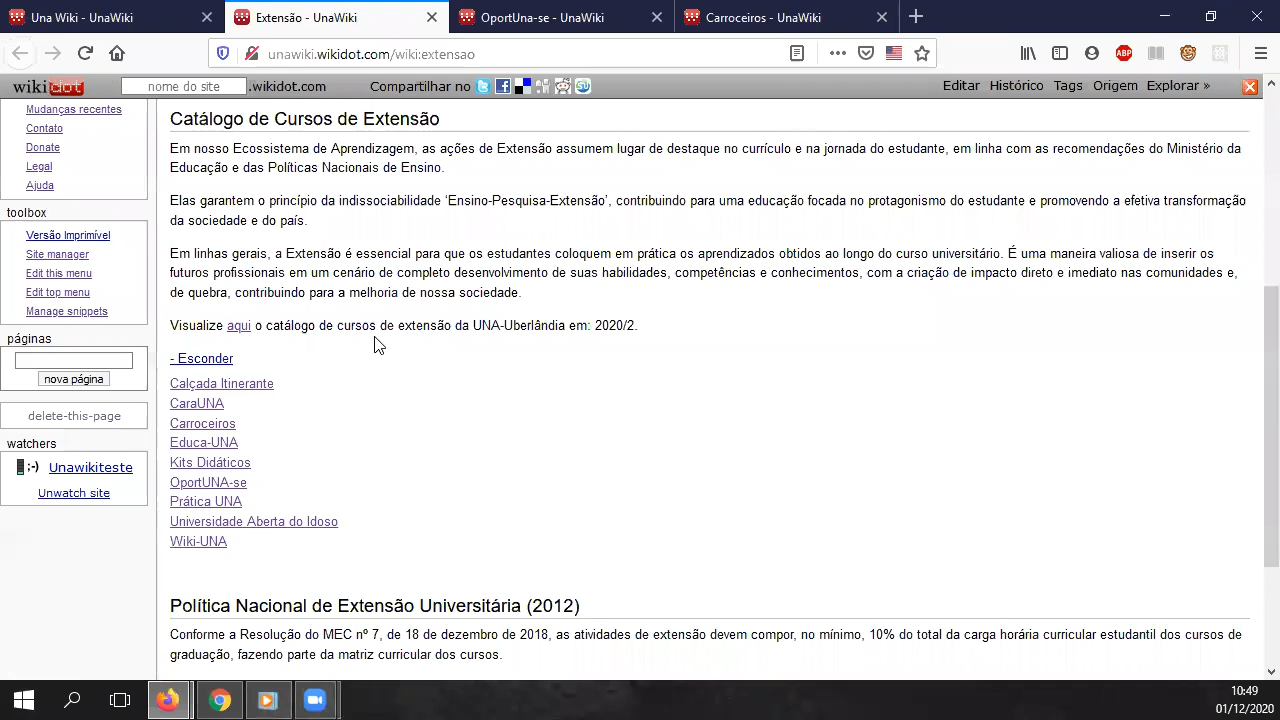 Una Wiki - UnaWiki
Extensão - UnaWiki
OportUna-se - UnaWiki
Carroceiros - UnaWiki
unawiki.wikidot.com/wiki:extensao
ABP
wikidot
nome do site
.wikidot.com
Compartilhar no
Editar
Histórico
Tags
Origem
Explorar »
Mudanças recentes
Contato
Donate
Legal
Ajuda
toolbox
Versão Imprimível
Site manager
Edit this menu
Edit top menu
Manage snippets
páginas
nova página
delete-this-page
watchers
;-) Unawikiteste
Unwatch site
Catálogo de Cursos de Extensão
Em nosso Ecossistema de Aprendizagem, as ações de Extensão assumem lugar de destaque no currículo e na jornada do estudante, em linha com as recomendações do Ministério da
Educação e das Políticas Nacionais de Ensino.
Elas garantem o princípio da indissociabilidade ‘Ensino-Pesquisa-Extensão’, contribuindo para uma educação focada no protagonismo do estudante e promovendo a efetiva transformação
da sociedade e do país.
Em linhas gerais, a Extensão é essencial para que os estudantes coloquem em prática os aprendizados obtidos ao longo do curso universitário. É uma maneira valiosa de inserir os
futuros profissionais em um cenário de completo desenvolvimento de suas habilidades, competências e conhecimentos, com a criação de impacto direto e imediato nas comunidades e,
de quebra, contribuindo para a melhoria de nossa sociedade.
Visualize aqui o catálogo de cursos de extensão da UNA-Uberlândia em: 2020/2.
- Esconder
Calçada Itinerante
CaraUNA
Carroceiros
Educa-UNA
Kits Didáticos
OportUNA-se
Prática UNA
Universidade Aberta do Idoso
Wiki-UNA
Política Nacional de Extensão Universitária (2012)
Conforme a Resolução do MEC nº 7, de 18 de dezembro de 2018, as atividades de extensão devem compor, no mínimo, 10% do total da carga horária curricular estudantil dos cursos de
graduação, fazendo parte da matriz curricular dos cursos.
10:49
01/12/2020